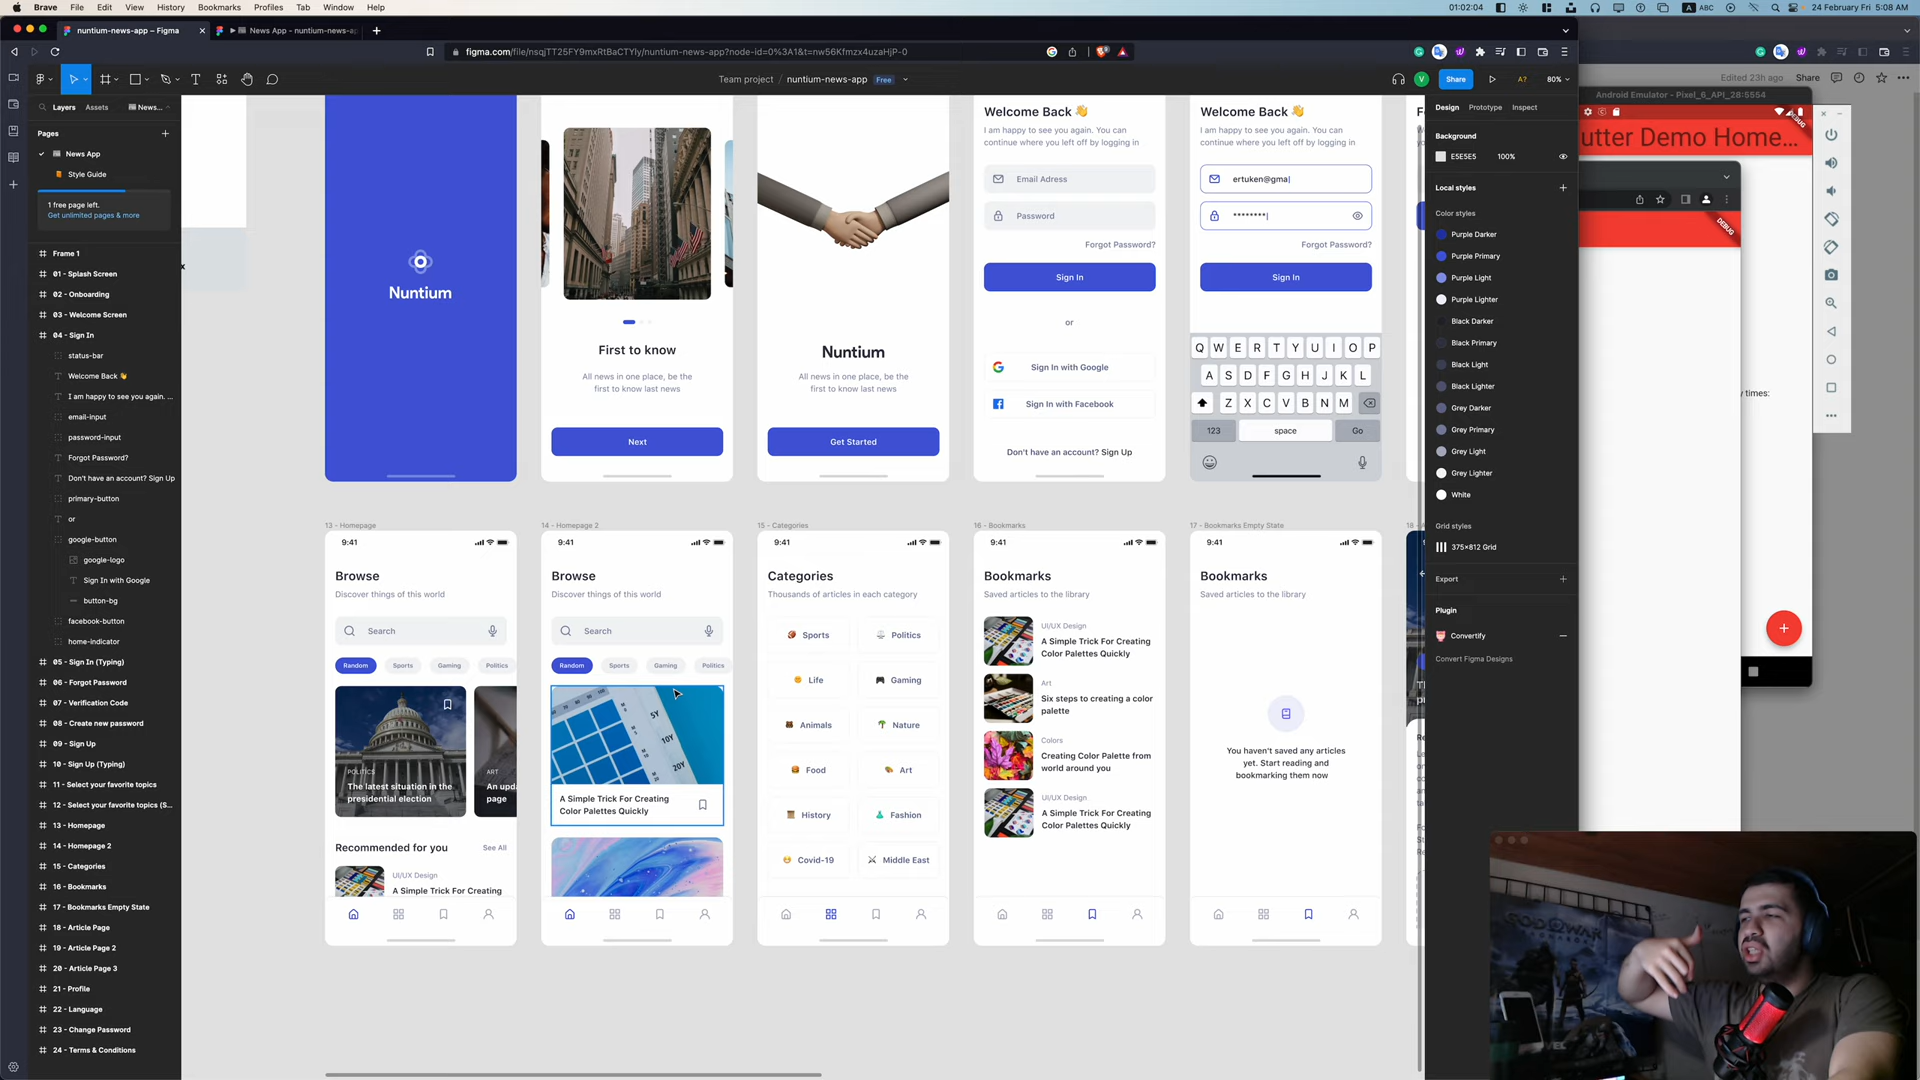 Brave File Edit View History Bookmarks Profiles Tab Window Help
01:02:04
ABC
24 February Fri 5:08 AM
nuntium-news-app – Figma
News App - nuntium-news-ap
figma.com/file/nsqjTT25FY9mxRtBaCTYly/nuntium-news-app?node-id=0%3A1&t=nw56Kfmzx4uzaHjP-0
Team project / nuntium-news-app Free
Share
A?
80%
Edited 23h ago
Share
Layers
Assets
News...
Pages
News App
Style Guide
1 free page left.
Get unlimited pages & more
Frame 1
01 - Splash Screen
02 - Onboarding
03 - Welcome Screen
04 - Sign In
status-bar
Welcome Back 👋
I am happy to see you again. ...
email-input
password-input
Forgot Password?
Don't have an account? Sign Up
primary-button
or
google-button
google-logo
Sign In with Google
button-bg
facebook-button
home-indicator
05 - Sign In (Typing)
06 - Forgot Password
07 - Verification Code
08 - Create new password
09 - Sign Up
10 - Sign Up (Typing)
11 - Select your favorite topics
12 - Select your favorite topics (S...
13 - Homepage
14 - Homepage 2
15 - Categories
16 - Bookmarks
17 - Bookmarks Empty State
18 - Article Page
19 - Article Page 2
20 - Article Page 3
21 - Profile
22 - Language
23 - Change Password
24 - Terms & Conditions
Nuntium
First to know
All news in one place, be the
first to know last news
Next
Nuntium
All news in one place, be the
first to know last news
Get Started
Welcome Back 👋
I am happy to see you again. You can
continue where you left off by logging in
Email Adress
Password
Forgot Password?
Sign In
or
Sign In with Google
Sign In with Facebook
Don't have an account? Sign Up
Welcome Back 👋
I am happy to see you again. You can
continue where you left off by logging in
ertuken@gma|
********|
Forgot Password?
Sign In
Q W E R T Y U I O P
A S D F G H J K L
Z X C V B N M
123 space Go
13 - Homepage
9:41
Browse
Discover things of this world
Search
Random Sports Gaming Politics
POLITICS
The latest situation in the
presidential election
ART
An upda
page
Recommended for you
See All
UI/UX Design
A Simple Trick For Creating
14 - Homepage 2
9:41
Browse
Discover things of this world
Search
Random Sports Gaming Politics
5Y
10Y
20Y
A Simple Trick For Creating
Color Palettes Quickly
15 - Categories
9:41
Categories
Thousands of articles in each category
Sports Politics
Life Gaming
Animals Nature
Food Art
History Fashion
Covid-19 Middle East
16 - Bookmarks
9:41
Bookmarks
Saved articles to the library
UI/UX Design
A Simple Trick For Creating
Color Palettes Quickly
Art
Six steps to creating a color
palette
Colors
Creating Color Palette from
world around you
UI/UX Design
A Simple Trick For Creating
Color Palettes Quickly
17 - Bookmarks Empty State
9:41
Bookmarks
Saved articles to the library
You haven't saved any articles
yet. Start reading and
bookmarking them now
Design Prototype Inspect
Background
E5E5E5 100%
Local styles
Color styles
Purple Darker
Purple Primary
Purple Light
Purple Lighter
Black Darker
Black Primary
Black Light
Black Lighter
Grey Darker
Grey Primary
Grey Light
Grey Lighter
White
Grid styles
375×812 Grid
Export
Plugin
Convertify
Convert Figma Designs
Android Emulator - Pixel_6_API_28:5554
utter Demo Home...
DEBUG
DEBUG
y times:
GOD OF WAR